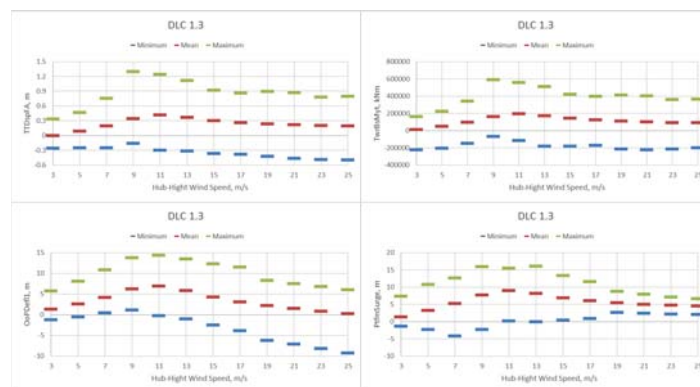 DLC 1.3
Minimum Mean Maximum
TTDspFA, m
1.5
1.2
0.9
0.6
0.3
0
-0.3
-0.6
3 5 7 9 11 13 15 17 19 21 23 25
Hub-Hight Wind Speed, m/s
DLC 1.3
Minimum Mean Maximum
TwrBsMyt, kNm
800000
600000
400000
200000
0
-200000
-400000
3 5 7 9 11 13 15 17 19 21 23 25
Hub-Hight Wind Speed, m/s
DLC 1.3
Minimum Mean Maximum
OoPDefl1, m
15
10
5
0
-5
-10
3 5 7 9 11 13 15 17 19 21 23 25
Hub-Hight Wind Speed, m/s
DLC 1.3
Minimum Mean Maximum
PtfmSurge, m
20
15
10
5
0
-5
-10
3 5 7 9 11 13 15 17 19 21 23 25
Hub-Hight Wind Speed, m/s